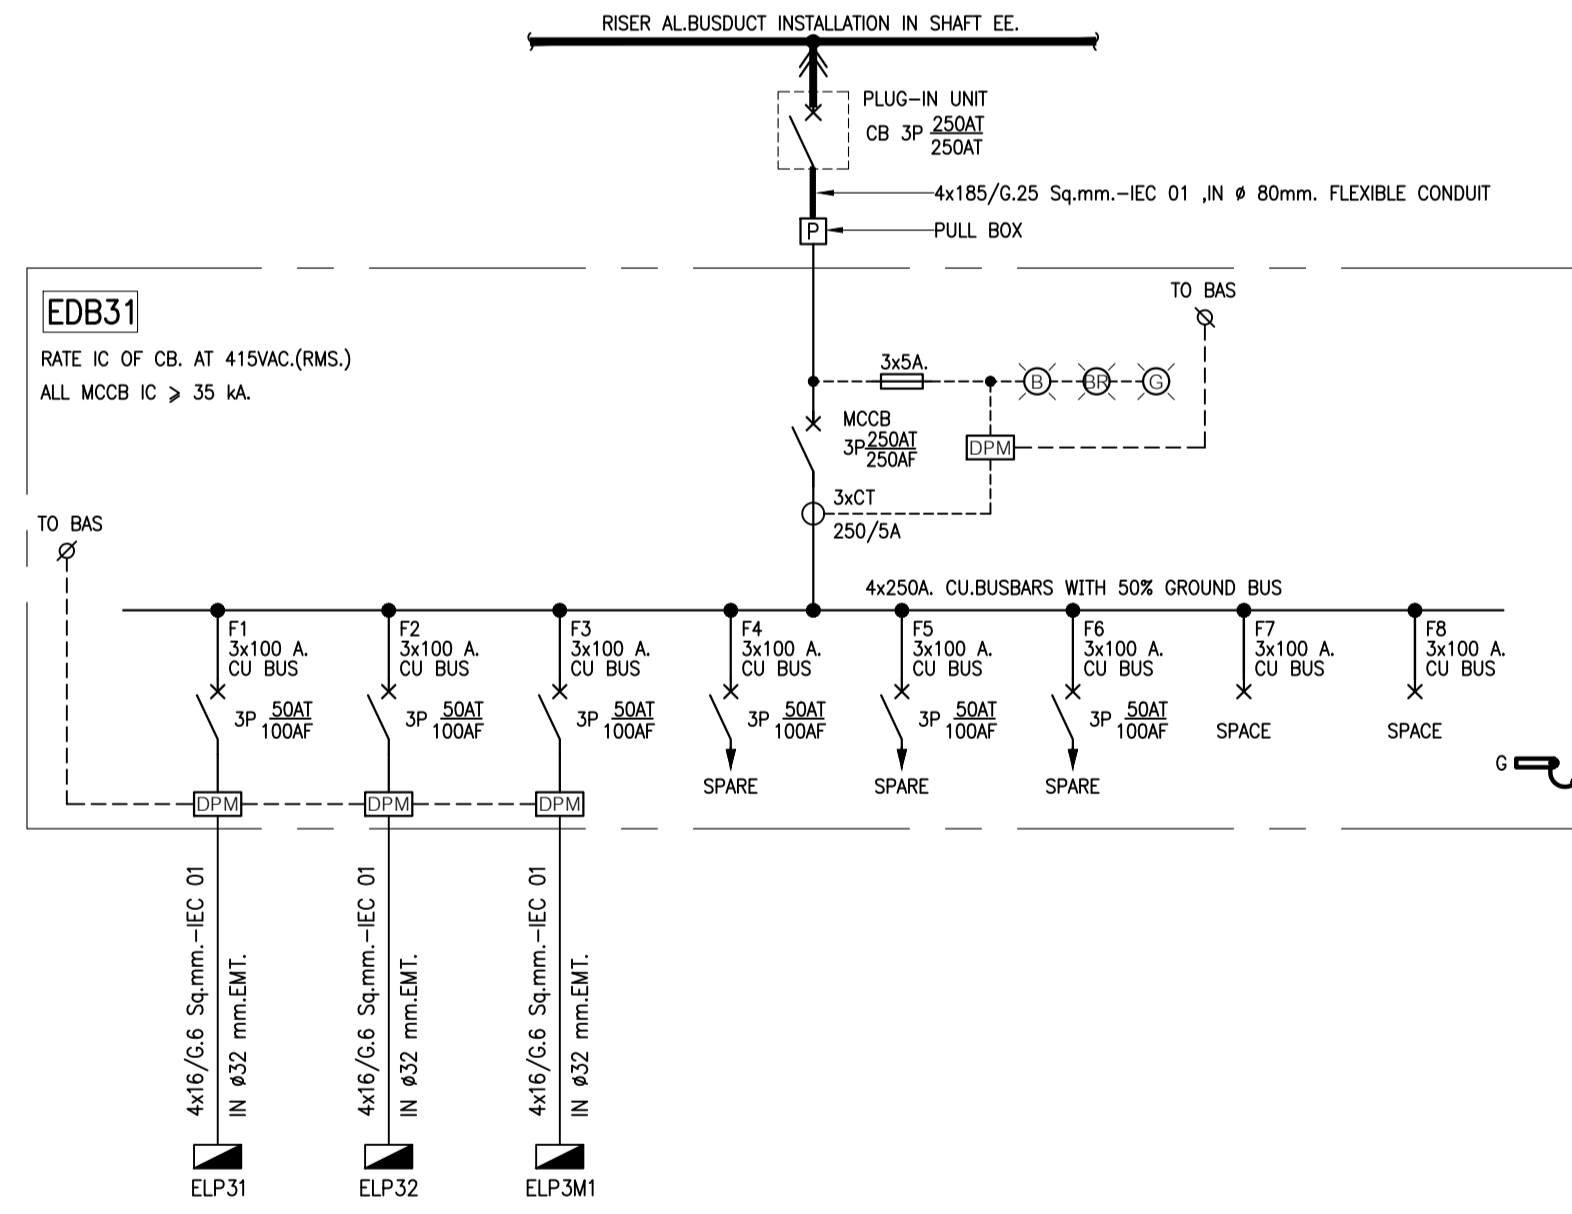 RISER AL.BUSDUCT INSTALLATION IN SHAFT EE.
PLUG-IN UNIT
CB 3P 250AT
250AT
4x185/G.25 Sq.mm.-IEC 01 ,IN ø 80mm. FLEXIBLE CONDUIT
P
PULL BOX
EDB31
RATE IC OF CB. AT 415VAC.(RMS.)
ALL MCCB IC ⩾ 35 kA.
TO BAS
3x5A.
B
BR
G
MCCB
3P 250AT
250AF
DPM
3xCT
250/5A
TO BAS
4x250A. CU.BUSBARS WITH 50% GROUND BUS
F1
3x100 A.
CU BUS
3P 50AT
100AF
F2
3x100 A.
CU BUS
3P 50AT
100AF
F3
3x100 A.
CU BUS
3P 50AT
100AF
F4
3x100 A.
CU BUS
3P 50AT
100AF
SPARE
F5
3x100 A.
CU BUS
3P 50AT
100AF
SPARE
F6
3x100 A.
CU BUS
3P 50AT
100AF
SPARE
F7
3x100 A.
CU BUS
SPACE
F8
3x100 A.
CU BUS
SPACE
G
DPM
DPM
DPM
4x16/G.6 Sq.mm.-IEC 01
IN ø32 mm.EMT.
4x16/G.6 Sq.mm.-IEC 01
IN ø32 mm.EMT.
4x16/G.6 Sq.mm.-IEC 01
IN ø32 mm.EMT.
ELP31
ELP32
ELP3M1